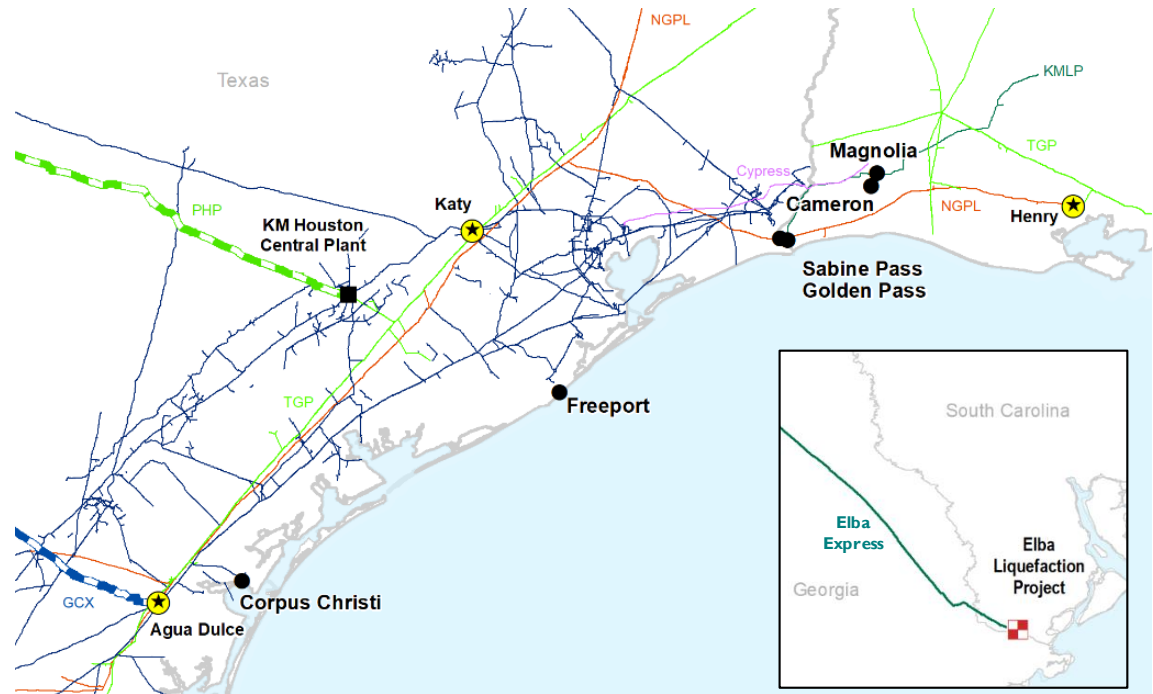 NGPL
Texas
KMLP
TGP
Magnolia
Cypress
Cameron
NGPL
Henry
Katy
PHP
KM Houston
Central Plant
Sabine Pass
Golden Pass
TGP
Freeport
GCX
Agua Dulce
Corpus Christi
South Carolina
Elba
Express
Elba
Liquefaction
Project
Georgia